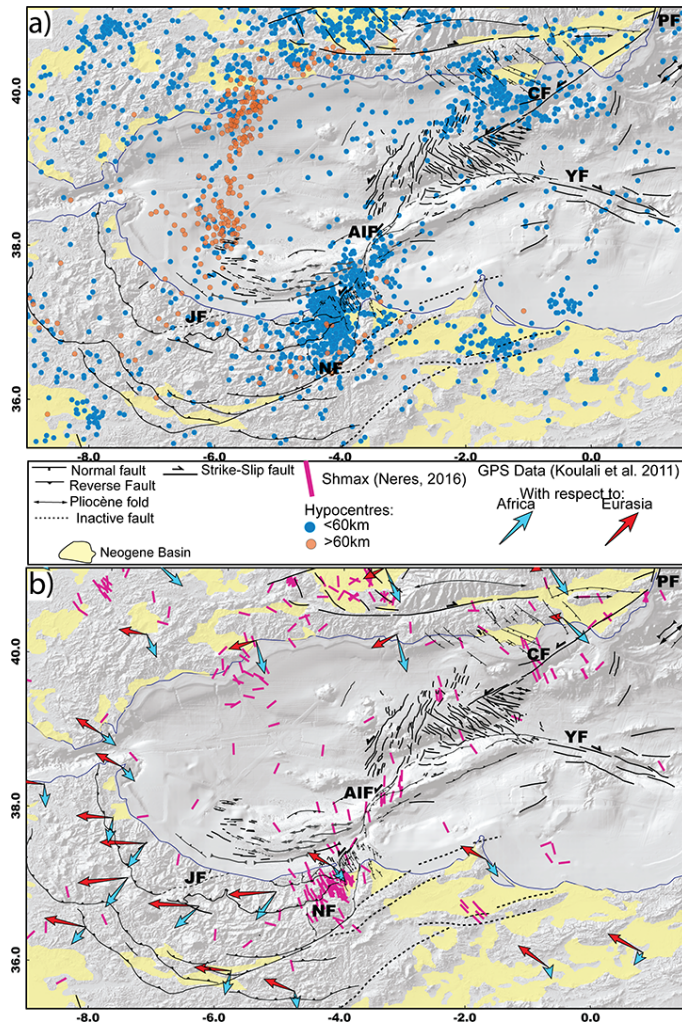 a)
PF
40.0
CF
YF
38.0
AIF
JF
36.0
NF
-8.0 -6.0 -4.0 -2.0 0.0
Normal fault
Strike-Slip fault
Shmax (Neres, 2016)
GPS Data (Koulali et al. 2011)
Reverse Fault
With respect to:
Pliocène fold
Hypocentres:
Africa
Eurasia
<60km
Inactive fault
>60km
Neogene Basin
b)
PF
40.0
CF
YF
AIF
38.0
JF
NF
36.0
-8.0 -6.0 -4.0 -2.0 0.0